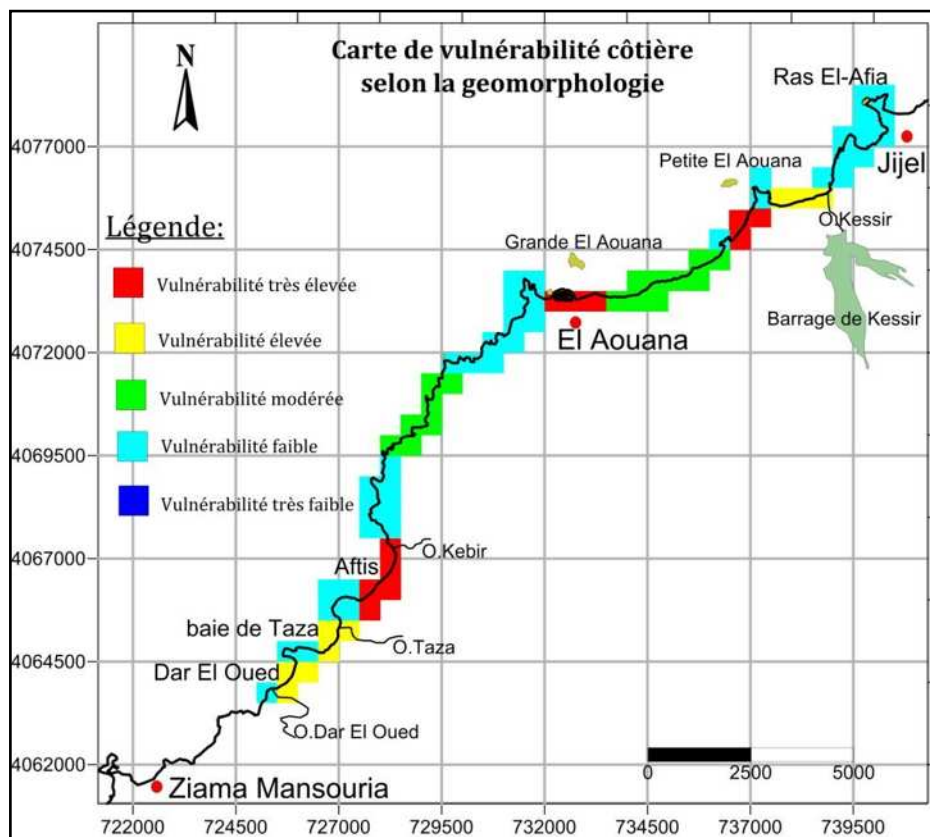 Carte de vulnérabilité côtière
selon la geomorphologie
N
Ras El-Afia
4077000
Jijel
Petite El Aouana
O.Kessir
Légende:
4074500
Grande El Aouana
Vulnérabilité très élevée
Barrage de Kessir
Vulnérabilité élevée
El Aouana
4072000
Vulnérabilité modérée
Vulnérabilité faible
4069500
Vulnérabilité très faible
O.Kebir
4067000
Aftis
baie de Taza
O.Taza
4064500
Dar El Oued
O.Dar El Oued
4062000
0 2500 5000
Ziama Mansouria
722000 724500 727000 729500 732000 734500 737000 739500